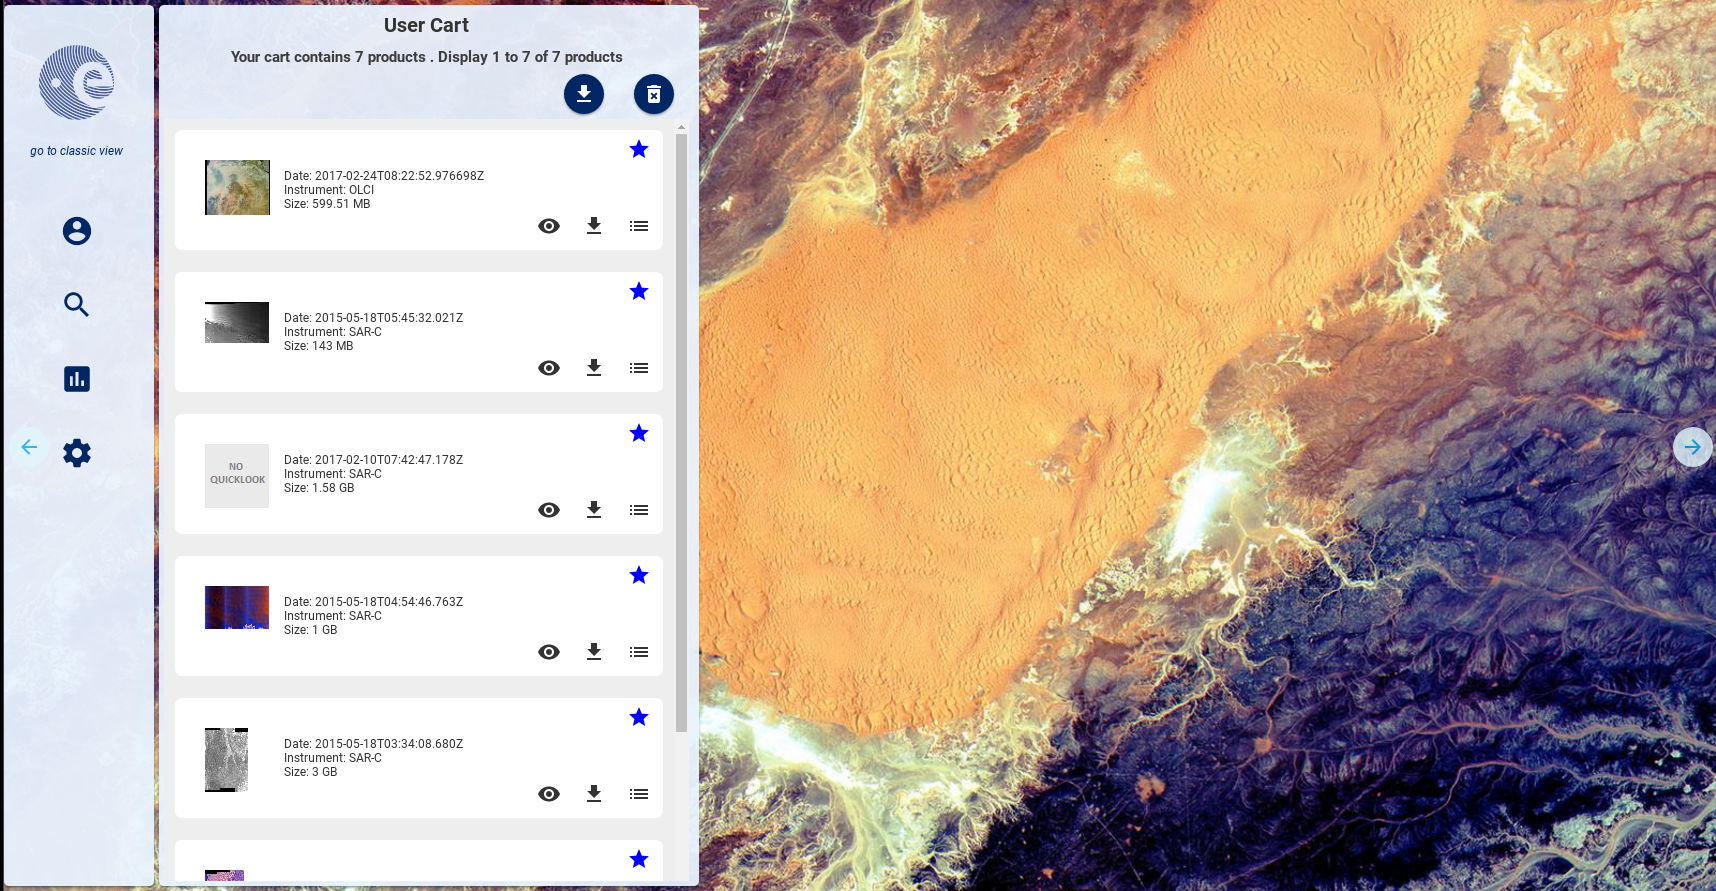 User Cart
Your cart contains 7 products . Display 1 to 7 of 7 products
go to classic view
Date: 2017-02-24T08:22:52.976698Z
Instrument: OLCI
Size: 599.51 MB
Date: 2015-05-18T05:45:32.021Z
Instrument: SAR-C
Size: 143 MB
NO
QUICKLOOK
Date: 2017-02-10T07:42:47.178Z
Instrument: SAR-C
Size: 1.58 GB
Date: 2015-05-18T04:54:46.763Z
Instrument: SAR-C
Size: 1 GB
Date: 2015-05-18T03:34:08.680Z
Instrument: SAR-C
Size: 3 GB